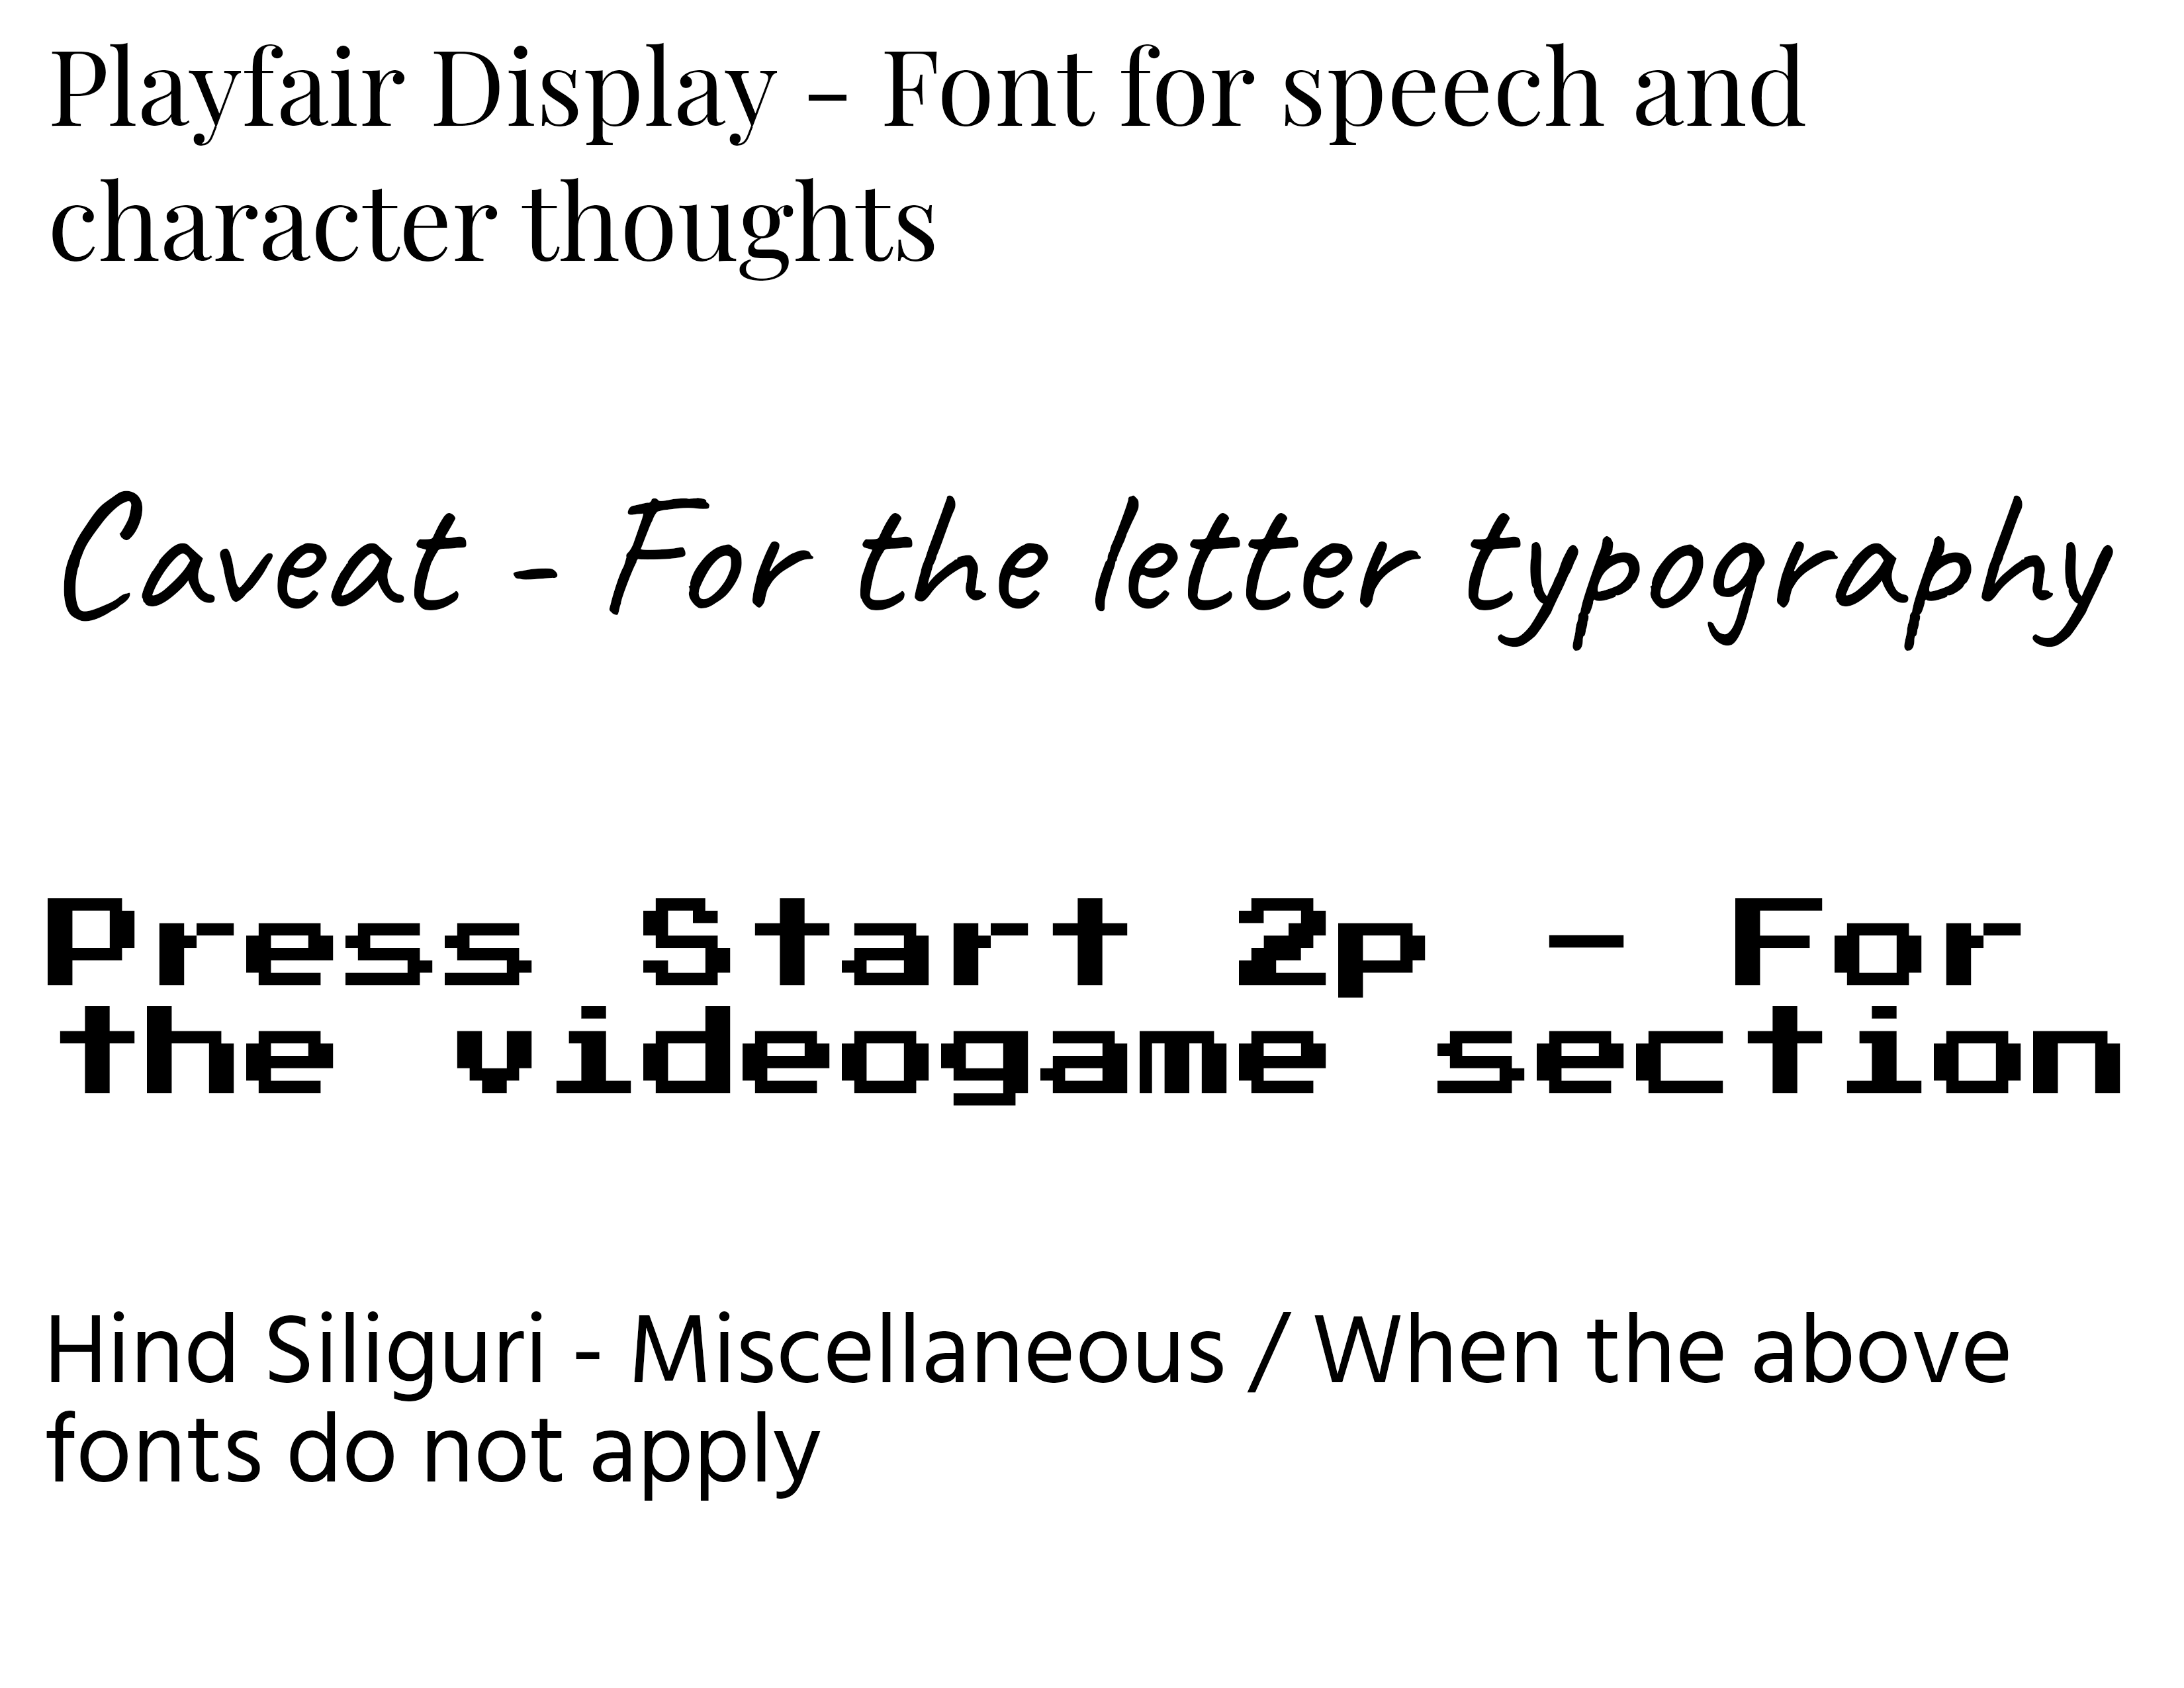 Playfair Display – Font for speech and
character thoughts
Caveat - For the letter typography
Press Start 2p - For
the videogame section
Hind Siliguri - Miscellaneous / When the above
fonts do not apply